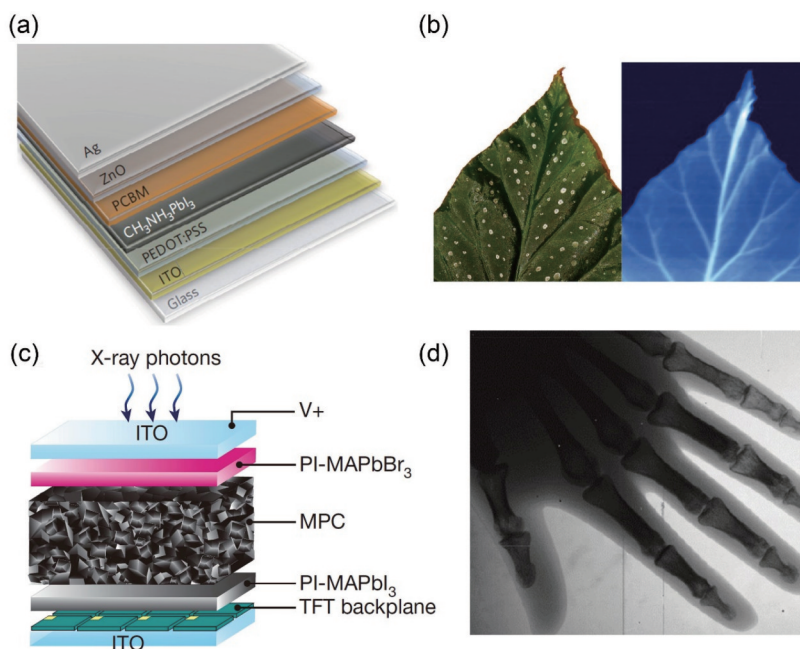 (a)
Ag
ZnO
PCBM
CH₃NH₃PbI₃
PEDOT:PSS
ITO
Glass
(b)
(c)
X-ray photons
ITO
V+
PI-MAPbBr₃
MPC
PI-MAPbI₃
TFT backplane
ITO
(d)